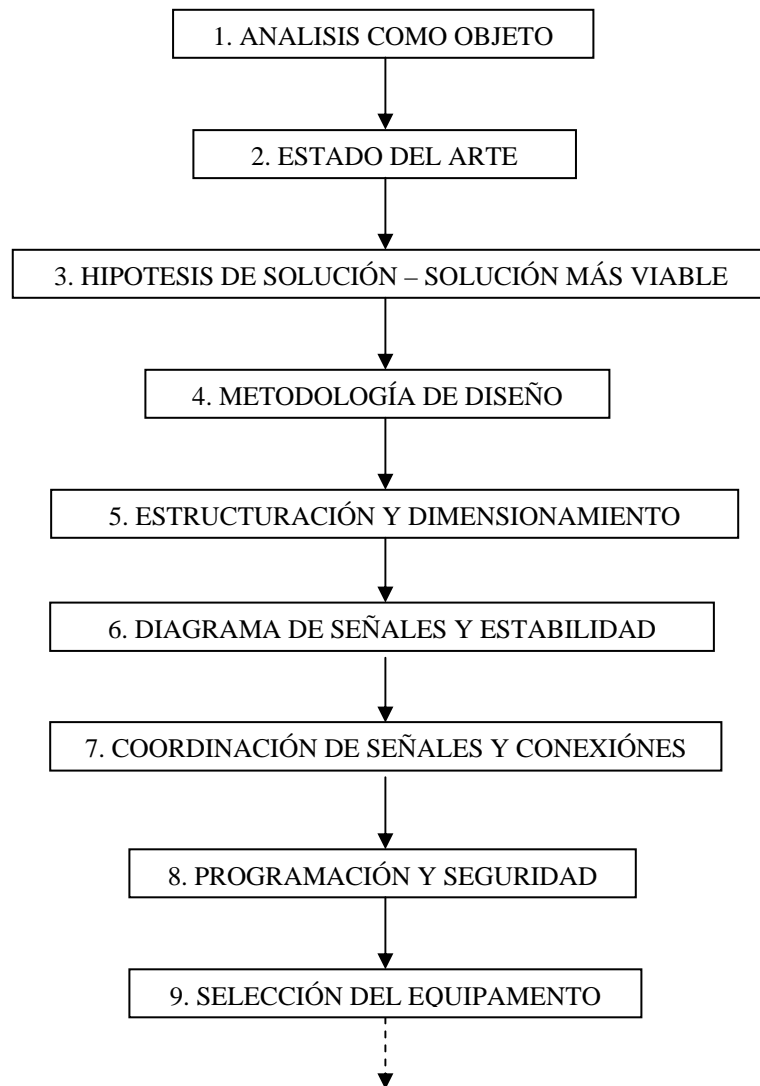 1. ANALISIS COMO OBJETO
2. ESTADO DEL ARTE
3. HIPOTESIS DE SOLUCIÓN – SOLUCIÓN MÁS VIABLE
4. METODOLOGÍA DE DISEÑO
5. ESTRUCTURACIÓN Y DIMENSIONAMIENTO
6. DIAGRAMA DE SEÑALES Y ESTABILIDAD
7. COORDINACIÓN DE SEÑALES Y CONEXIÓNES
8. PROGRAMACIÓN Y SEGURIDAD
9. SELECCIÓN DEL EQUIPAMENTO